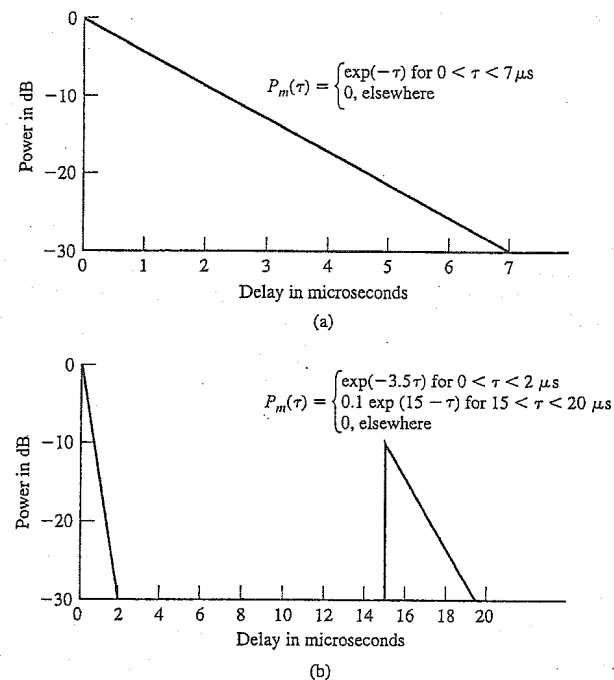 0
P_m(τ) = { exp(−τ) for 0 < τ < 7 μs
0, elsewhere
−10
Power in dB
−20
−30
0 1 2 3 4 5 6 7
Delay in microseconds
(a)
0
exp(−3.5τ) for 0 < τ < 2 μs
P_m(τ) = { 0.1 exp (15 − τ) for 15 < τ < 20 μs
0, elsewhere
−10
Power in dB
−20
−30
0 2 4 6 8 10 12 14 16 18 20
Delay in microseconds
(b)